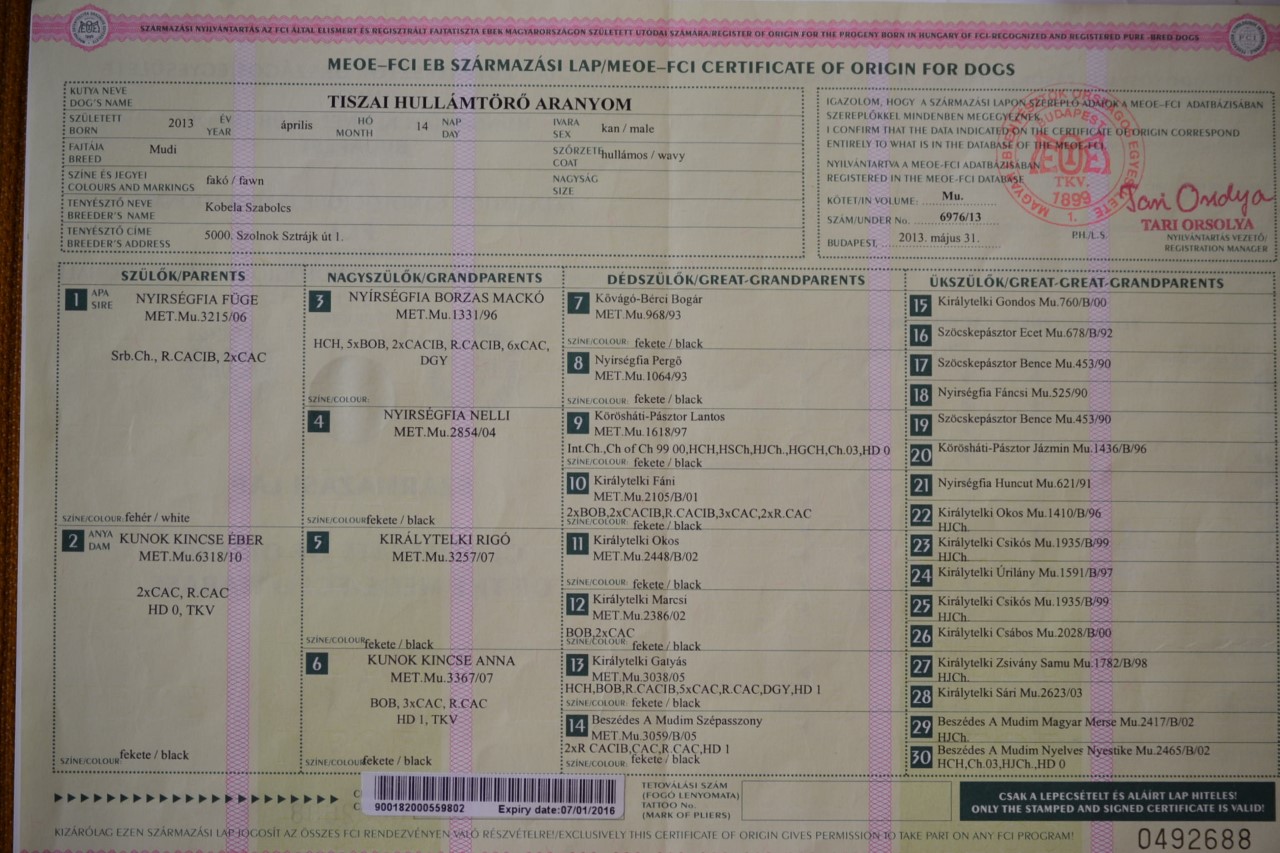 SZÁRMAZÁSI NYILVÁNTARTÁS AZ FCI ÁLTAL ELISMERT ÉS REGISZTRÁLT FAJTATISZTA EBEK MAGYARORSZÁGON SZÜLETETT UTÓDAI SZÁMÁRA/REGISTER OF ORIGIN FOR THE PROGENY BORN IN HUNGARY OF FCI-RECOGNIZED AND REGISTERED PURE-BRED DOGS
FCI
MEOE–FCI EB SZÁRMAZÁSI LAP/MEOE–FCI CERTIFICATE OF ORIGIN FOR DOGS
KUTYA NEVE
DOG'S NAME
TISZAI HULLÁMTÖRŐ ARANYOM
SZÜLETETT
BORN
2013
ÉV
YEAR
április
HÓ
MONTH
14
NAP
DAY
IVARA
SEX
kan / male
FAJTÁJA
BREED
Mudi
SZŐRZETE
COAT
hullámos / wavy
SZÍNE ÉS JEGYEI
COLOURS AND MARKINGS
fakó / fawn
NAGYSÁG
SIZE
TENYÉSZTŐ NEVE
BREEDER'S NAME
Kobela Szabolcs
TENYÉSZTŐ CÍME
BREEDER'S ADDRESS
5000. Szolnok Sztrájk út 1.
IGAZOLOM, HOGY A SZÁRMAZÁSI LAPON SZEREPLŐ ADATOK A MEOE–FCI ADATBÁZISÁBAN
SZEREPLŐKKEL MINDENBEN MEGEGYEZNEK.
I CONFIRM THAT THE DATA INDICATED ON THE CERTIFICATE OF ORIGIN CORRESPOND
ENTIRELY TO WHAT IS IN THE DATABASE OF THE MEOE-FCI.
NYILVÁNTARTVA A MEOE-FCI ADATBÁZISÁBAN
REGISTERED IN THE MEOE-FCI DATABASE
KÖTET/IN VOLUME:
Mu.
SZÁM/UNDER No.
6976/13
BUDAPEST,
2013. május 31.
P.H./L.S.
BUDAPEST
TKV.
1899
1.
Tari Orsolya
TARI ORSOLYA
NYILVÁNTARTÁS VEZETŐ/
REGISTRATION MANAGER
SZÜLŐK/PARENTS
1
APA
SIRE
NYIRSÉGFIA FÜGE
MET.Mu.3215/06
Srb.Ch., R.CACIB, 2xCAC
SZÍNE/COLOUR: fehér / white
2
ANYA
DAM
KUNOK KINCSE ÉBER
MET.Mu.6318/10
2xCAC, R.CAC
HD 0, TKV
SZÍNE/COLOUR: fekete / black
NAGYSZÜLŐK/GRANDPARENTS
3
NYÍRSÉGFIA BORZAS MACKÓ
MET.Mu.1331/96
HCH, 5xBOB, 2xCACIB, R.CACIB, 6xCAC,
DGY
SZÍNE/COLOUR:
4
NYIRSÉGFIA NELLI
MET.Mu.2854/04
SZÍNE/COLOUR: fekete / black
5
KIRÁLYTELKI RIGÓ
MET.Mu.3257/07
SZÍNE/COLOUR: fekete / black
6
KUNOK KINCSE ANNA
MET.Mu.3367/07
BOB, 3xCAC, R.CAC
HD 1, TKV
SZÍNE/COLOUR: fekete / black
DÉDSZÜLŐK/GREAT-GRANDPARENTS
7
Kővágó-Bérci Bogár
MET.Mu.968/93
SZÍNE/COLOUR: fekete / black
8
Nyirségfia Pergő
MET.Mu.1064/93
SZÍNE/COLOUR: fekete / black
9
Körösháti-Pásztor Lantos
MET.Mu.1618/97
Int.Ch.,Ch of Ch 99 00,HCH,HSCh,HJCh.,HGCH,Ch.03,HD 0
SZÍNE/COLOUR: fekete / black
10
Királytelki Fáni
MET.Mu.2105/B/01
2xBOB,2xCACIB,R.CACIB,3xCAC,2xR.CAC
SZÍNE/COLOUR: fekete / black
11
Királytelki Okos
MET.Mu.2448/B/02
SZÍNE/COLOUR: fekete / black
12
Királytelki Marcsi
MET.Mu.2386/02
BOB,2xCAC
SZÍNE/COLOUR: fekete / black
13
Királytelki Gatyás
MET.Mu.3038/05
HCH,BOB,R.CACIB,5xCAC,R.CAC,DGY,HD 1
SZÍNE/COLOUR: fekete / black
14
Beszédes A Mudim Szépasszony
MET.Mu.3059/B/05
2xR CACIB,CAC,R.CAC,HD 1
SZÍNE/COLOUR: fekete / black
ÜKSZÜLŐK/GREAT-GREAT-GRANDPARENTS
15 Királytelki Gondos Mu.760/B/00
16 Szöcskepásztor Ecet Mu.678/B/92
17 Szöcskepásztor Bence Mu.453/90
18 Nyirségfia Fáncsi Mu.525/90
19 Szöcskepásztor Bence Mu.453/90
20 Körösháti-Pásztor Jázmin Mu.1436/B/96
21 Nyirségfia Huncut Mu.621/91
22 Királytelki Okos Mu.1410/B/96
HJCh.
23 Királytelki Csikós Mu.1935/B/99
HJCh.
24 Királytelki Úrilány Mu.1591/B/97
25 Királytelki Csikós Mu.1935/B/99
HJCh.
26 Királytelki Csábos Mu.2028/B/00
27 Királytelki Zsivány Samu Mu.1782/B/98
HJCh.
28 Királytelki Sári Mu.2623/03
29 Beszédes A Mudim Magyar Merse Mu.2417/B/02
HJCh.
30 Beszédes A Mudim Nyelves Nyestike Mu.2465/B/02
HCH,Ch.03,HJCh.,HD 0
900182000559802
Expiry date:07/01/2016
TETOVÁLÁSI SZÁM
(FOGÓ LENYOMATA)
TATTOO No.
(MARK OF PLIERS)
CSAK A LEPECSÉTELT ÉS ALÁÍRT LAP HITELES!
ONLY THE STAMPED AND SIGNED CERTIFICATE IS VALID!
KIZÁRÓLAG EZEN SZÁRMAZÁSI LAP JOGOSÍT AZ ÖSSZES FCI RENDEZVÉNYEN VALÓ RÉSZVÉTELRE!/EXCLUSIVELY THIS CERTIFICATE OF ORIGIN GIVES PERMISSION TO TAKE PART ON ANY FCI PROGRAM!
0492688